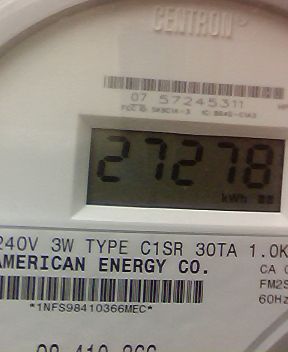 CENTRON
07 57245311
27278
kWh
240V 3W TYPE C1SR 30TA 1.0K
AMERICAN ENERGY CO.
CA
FM2S
60Hz
*1NFS98410366MEC*